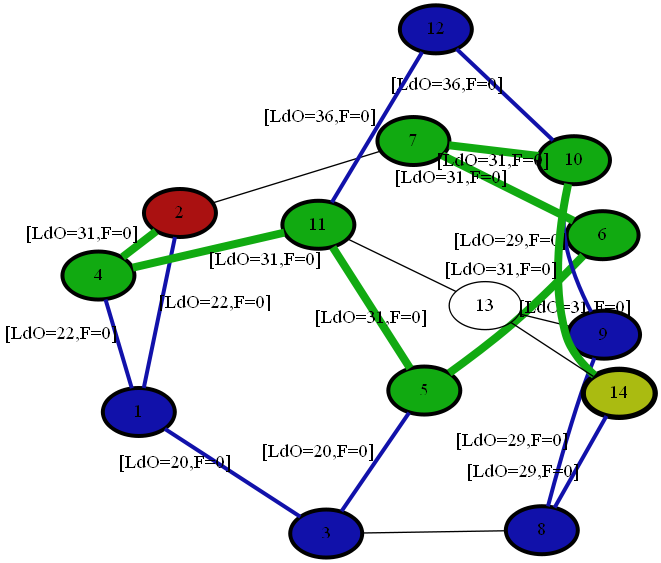 12
[LdO=36,F=0]
[LdO=36,F=0]
7
[LdO=31,F=0]
10
[LdO=31,F=0]
2
11
[LdO=31,F=0]
6
[LdO=29,F=0]
4
[LdO=31,F=0]
[LdO=31,F=0]
[LdO=22,F=0]
13
[LdO=31,F=0]
[LdO=31,F=0]
[LdO=22,F=0]
9
5
14
1
[LdO=29,F=0]
[LdO=20,F=0]
[LdO=20,F=0]
[LdO=29,F=0]
3
8